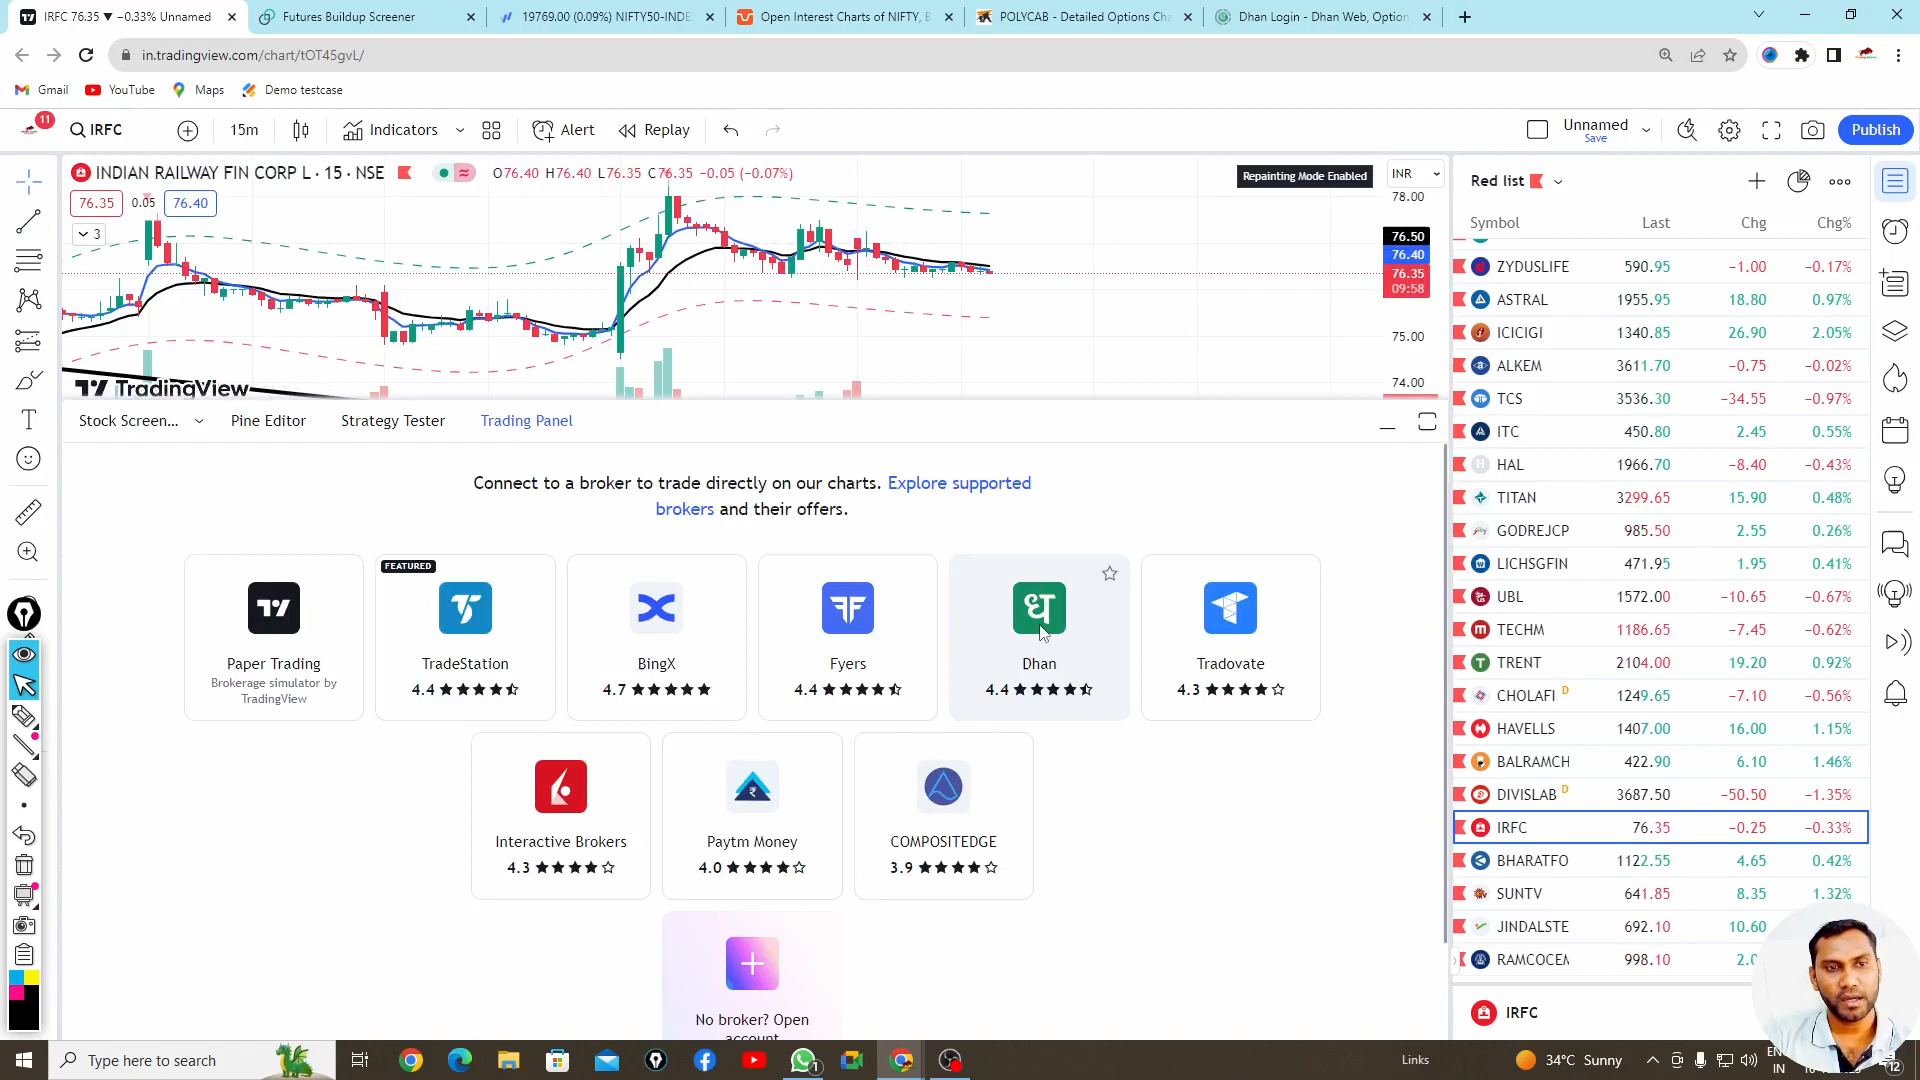 IRFC 76.35 ▼ −0.33% Unnamed
Futures Buildup Screener
19769.00 (0.09%) NIFTY50-INDE
Open Interest Charts of NIFTY, B
POLYCAB - Detailed Options Cha
Dhan Login - Dhan Web, Option
in.tradingview.com/chart/tOT45gvL/
Gmail
YouTube
Maps
Demo testcase
11
IRFC
15m
Indicators
Alert
Replay
Unnamed
Save
Publish
INDIAN RAILWAY FIN CORP L · 15 · NSE
O76.40 H76.40 L76.35 C76.35 −0.05 (−0.07%)
Repainting Mode Enabled
INR
76.35
0.05
76.40
3
78.00
76.50
76.40
76.35
09:58
75.00
74.00
TradingView
Stock Screen...
Pine Editor
Strategy Tester
Trading Panel
Connect to a broker to trade directly on our charts. Explore supported
brokers and their offers.
Paper Trading
Brokerage simulator by
TradingView
FEATURED
TradeStation
4.4
BingX
4.7
Fyers
4.4
ध
Dhan
4.4
Tradovate
4.3
Interactive Brokers
4.3
Paytm Money
4.0
COMPOSITEDGE
3.9
No broker? Open
account
Red list
Symbol Last Chg Chg%
ZYDUSLIFE 590.95 −1.00 −0.17%
ASTRAL 1955.95 18.80 0.97%
ICICIGI 1340.85 26.90 2.05%
ALKEM 3611.70 −0.75 −0.02%
TCS 3536.30 −34.55 −0.97%
ITC 450.80 2.45 0.55%
HAL 1966.70 −8.40 −0.43%
TITAN 3299.65 15.90 0.48%
GODREJCP 985.50 2.55 0.26%
LICHSGFIN 471.95 1.95 0.41%
UBL 1572.00 −10.65 −0.67%
TECHM 1186.65 −7.45 −0.62%
TRENT 2104.00 19.20 0.92%
CHOLAFI D 1249.65 −7.10 −0.56%
HAVELLS 1407.00 16.00 1.15%
BALRAMCH 422.90 6.10 1.46%
DIVISLAB D 3687.50 −50.50 −1.35%
IRFC 76.35 −0.25 −0.33%
BHARATFO 1122.55 4.65 0.42%
SUNTV 641.85 8.35 1.32%
JINDALSTE 692.10 10.60
RAMCOCEM 998.10 2.0
IRFC
Type here to search
1
Links
34°C Sunny
IN
12